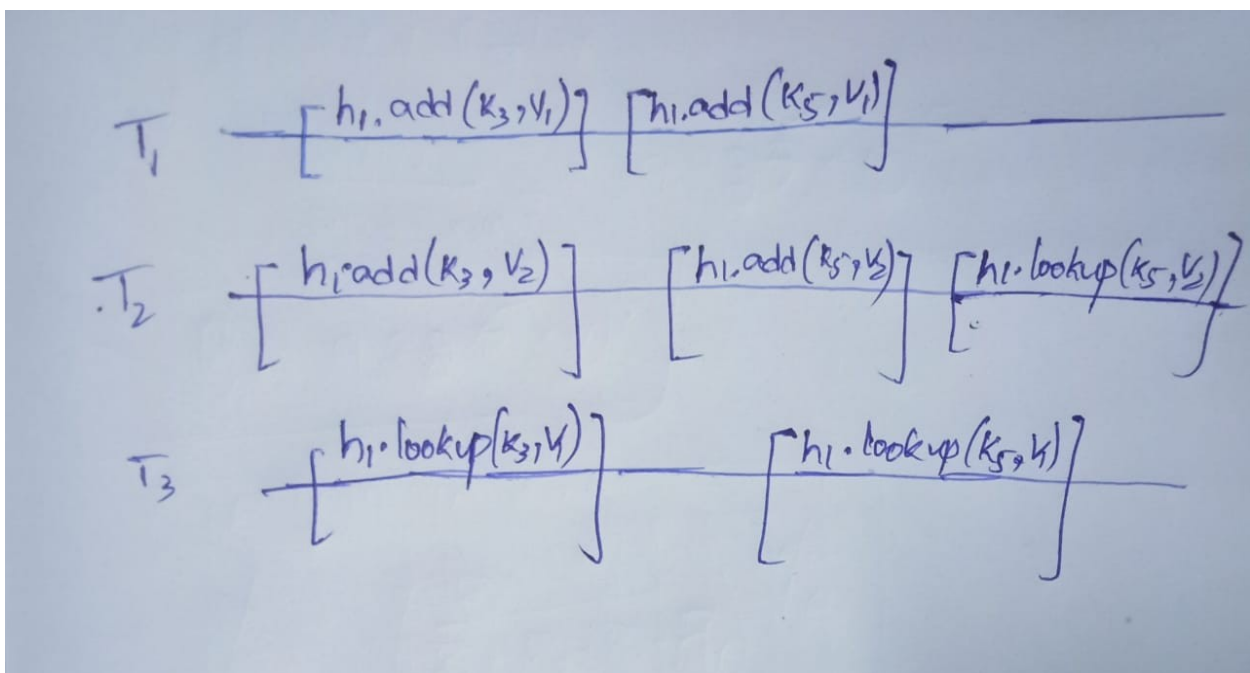 T1 [h1.add(K3,V1)] [h1.add(K5,V1)]
.T2 [h1.add(K3,V2)] [h1.add(K5,V2)] [h1.lookup(K5,V2)]
T3 [h1.lookup(K3,V1)] [h1.lookup(K5,V1)]